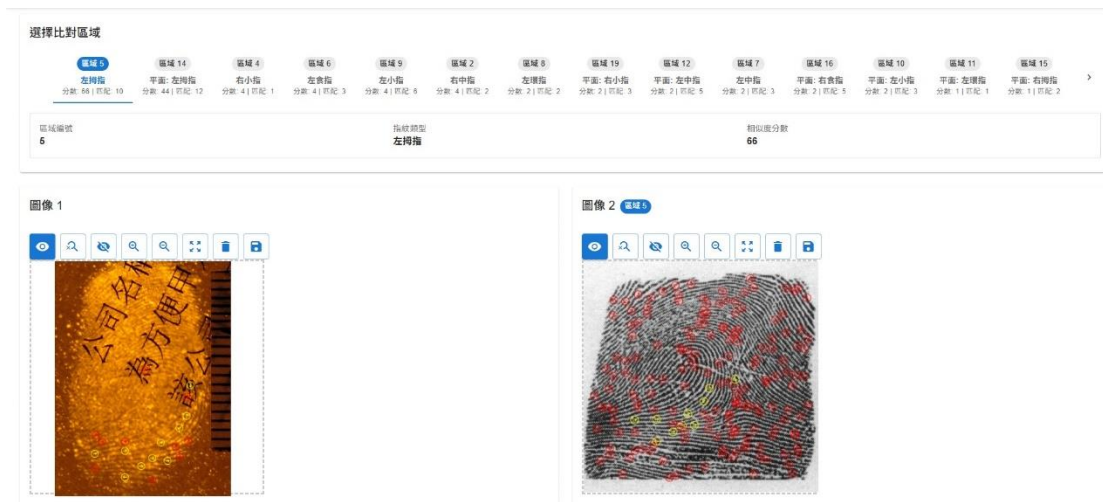 選擇比對區域
區域 5 區域 14 區域 4 區域 6 區域 9 區域 2 區域 8 區域 19 區域 12 區域 7 區域 16 區域 10 區域 11 區域 15
左拇指 平面: 左拇指 右小指 左食指 左小指 右中指 左環指 平面: 右小指 平面: 左中指 左中指 平面: 右食指 平面: 左小指 平面: 左環指 平面: 右拇指
分數: 66 | 匹配: 10 分數: 44 | 匹配: 12 分數: 4 | 匹配: 1 分數: 4 | 匹配: 3 分數: 4 | 匹配: 6 分數: 4 | 匹配: 2 分數: 2 | 匹配: 2 分數: 2 | 匹配: 3 分數: 2 | 匹配: 5 分數: 2 | 匹配: 3 分數: 2 | 匹配: 5 分數: 2 | 匹配: 3 分數: 1 | 匹配: 1 分數: 1 | 匹配: 2
區域編號 指紋類型 相似度分數
5 左拇指 66
圖像 1
圖像 2 區域 5
公司名稱
為方便用
該公司